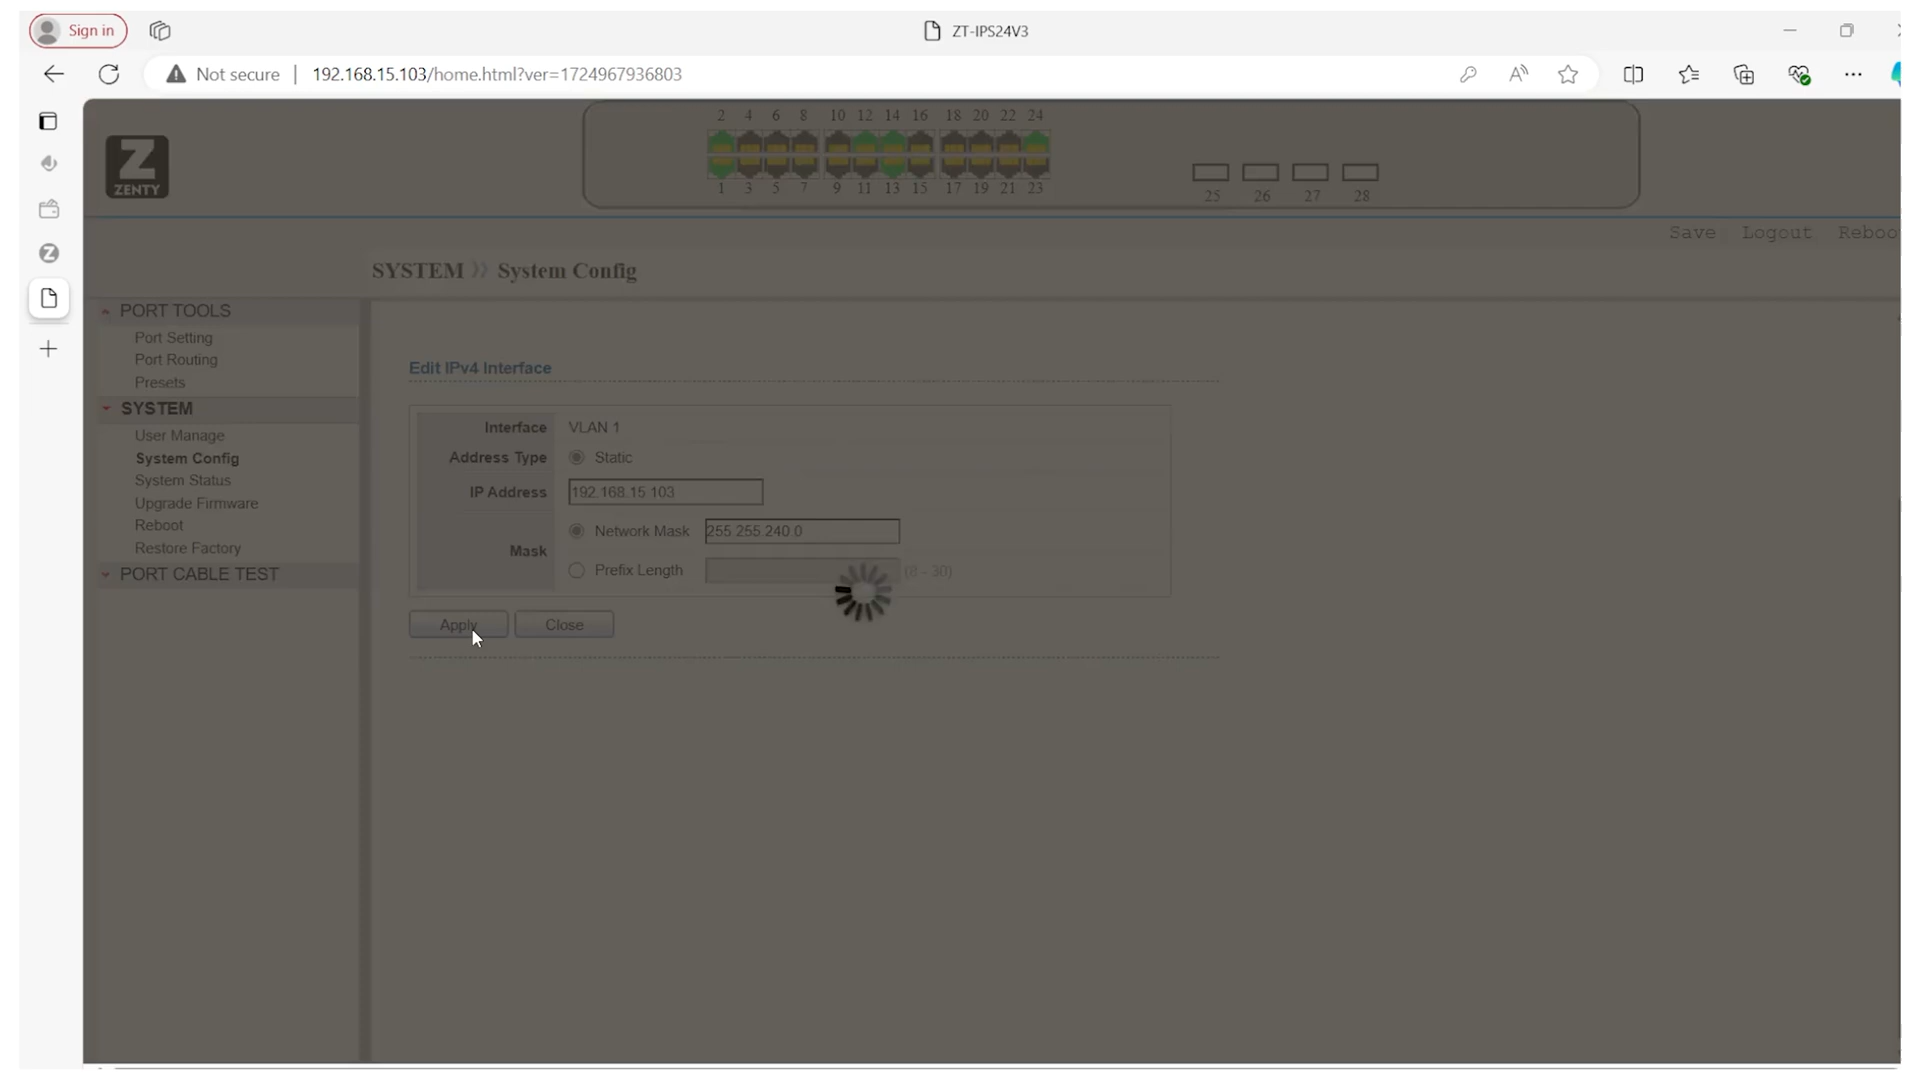 Sign in
ZT-IPS24V3
Not secure | 192.168.15.103/home.html?ver=1724967936803
2 4 6 8 10 12 14 16 18 20 22 24
Z
ZENTY
1 3 5 7 9 11 13 15 17 19 21 23
25 26 27 28
Save Logout Reboo
SYSTEM » System Config
PORT TOOLS
Port Setting
Port Routing
Presets
SYSTEM
User Manage
System Config
System Status
Upgrade Firmware
Reboot
Restore Factory
PORT CABLE TEST
Edit IPv4 Interface
Interface VLAN 1
Address Type Static
IP Address 192.168.15.103
Mask Network Mask 255.255.240.0
Prefix Length (8 - 30)
Apply Close